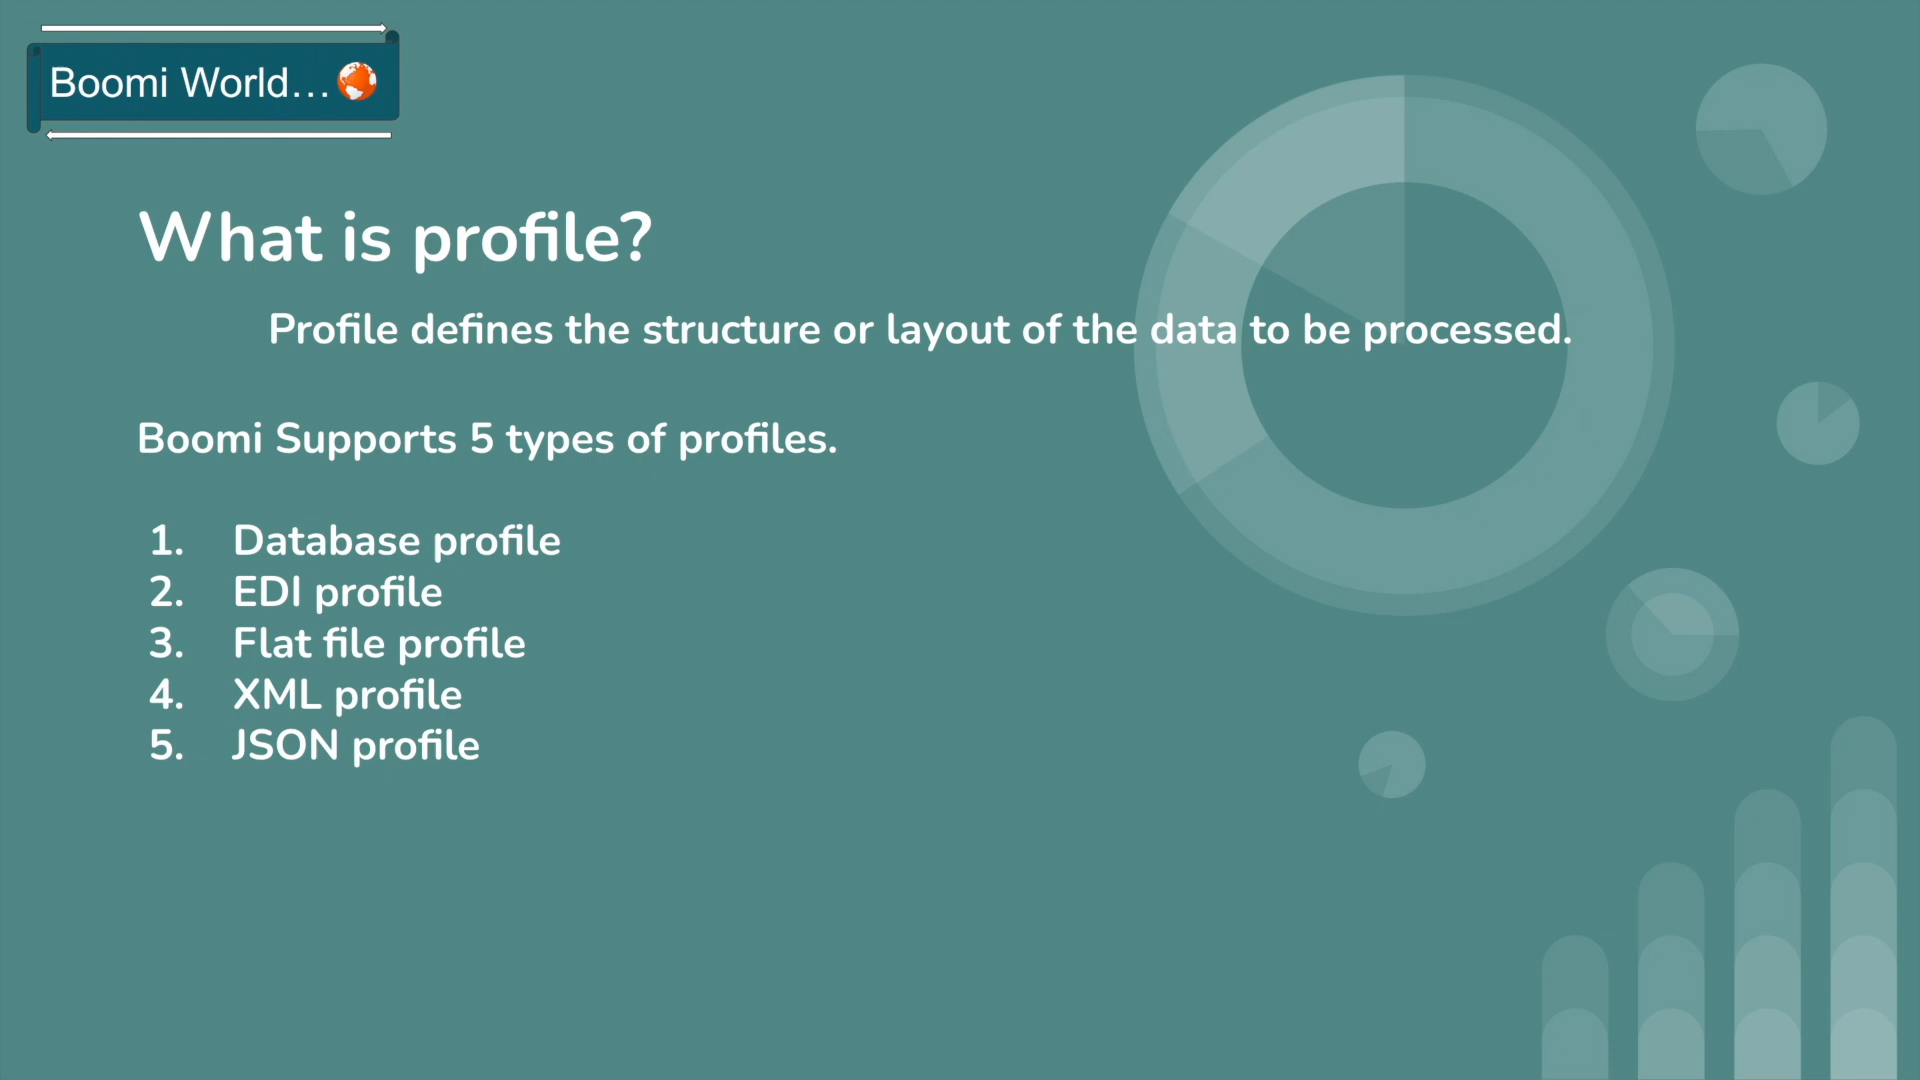 Boomi World...
What is profile?
Profile defines the structure or layout of the data to be processed.
Boomi Supports 5 types of profiles.
1. Database profile
2. EDI profile
3. Flat file profile
4. XML profile
5. JSON profile